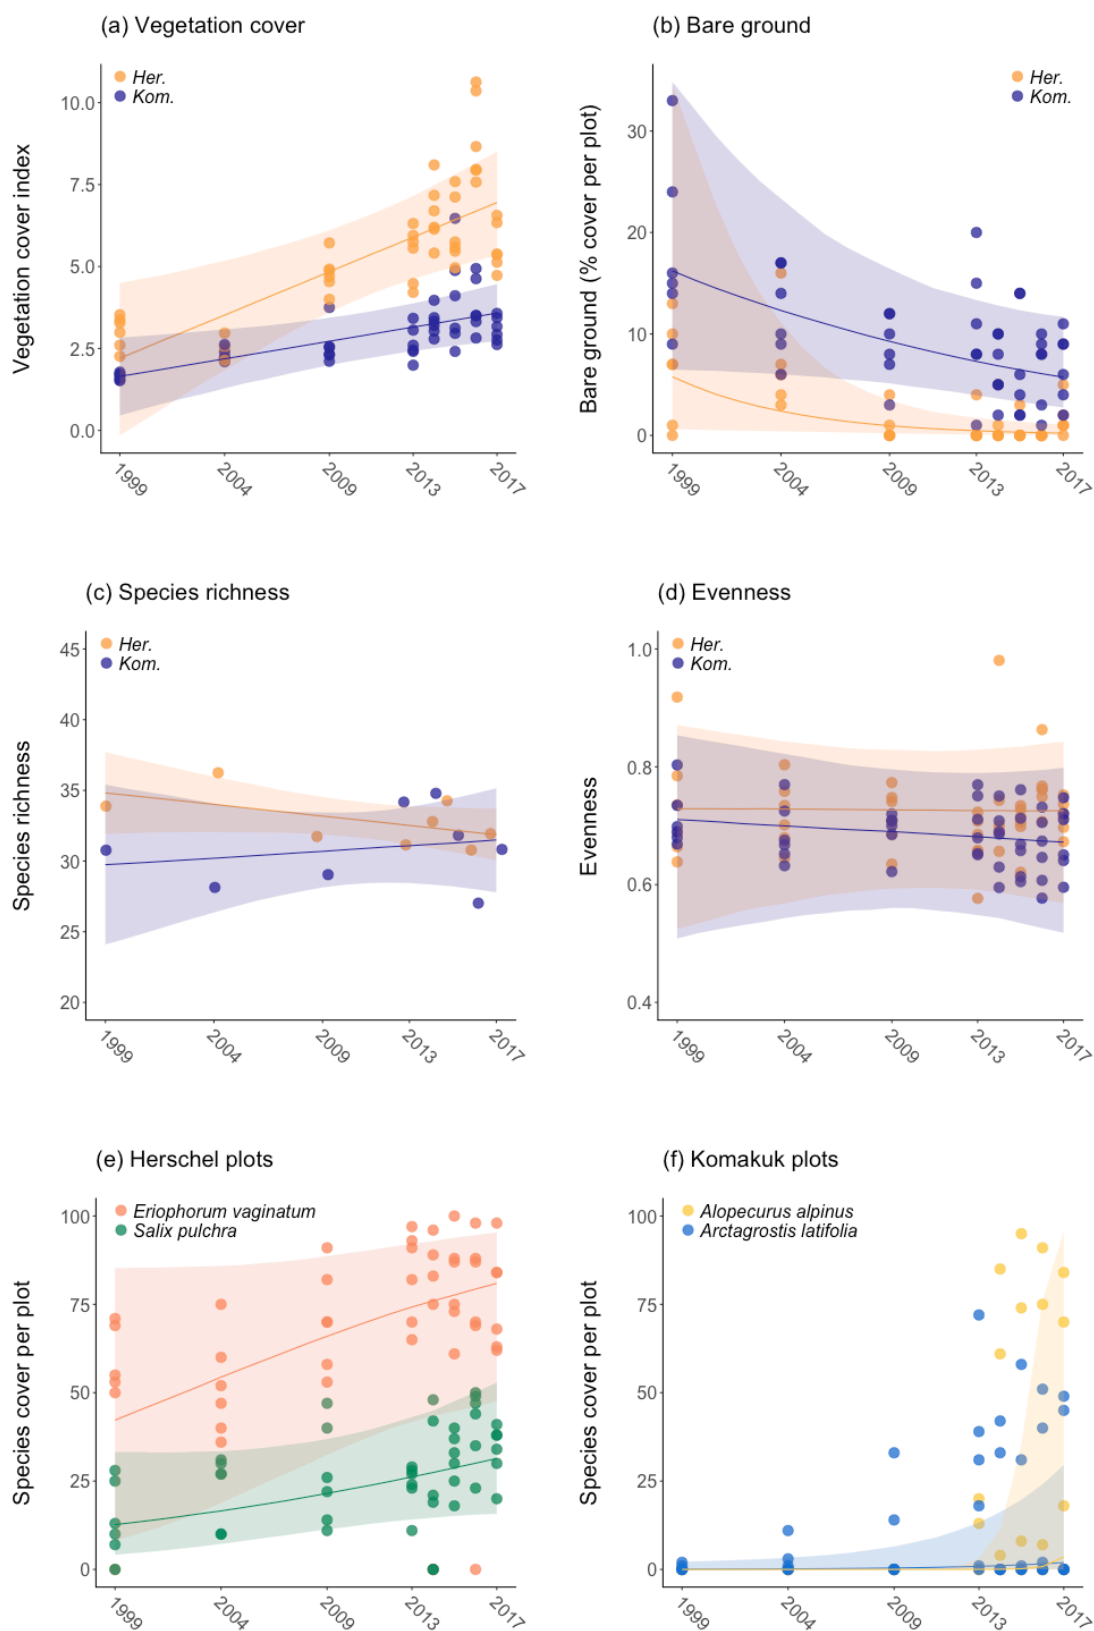 (a) Vegetation cover
Her.
Kom.
Vegetation cover index
10.0
7.5
5.0
2.5
0.0
1999
2004
2009
2013
2017
(b) Bare ground
Her.
Kom.
Bare ground (% cover per plot)
30
20
10
0
1999
2004
2009
2013
2017
(c) Species richness
Her.
Kom.
Species richness
45
40
35
30
25
20
1999
2004
2009
2013
2017
(d) Evenness
Her.
Kom.
Evenness
1.0
0.8
0.6
0.4
1999
2004
2009
2013
2017
(e) Herschel plots
Eriophorum vaginatum
Salix pulchra
Species cover per plot
100
75
50
25
0
1999
2004
2009
2013
2017
(f) Komakuk plots
Alopecurus alpinus
Arctagrostis latifolia
Species cover per plot
100
75
50
25
0
1999
2004
2009
2013
2017